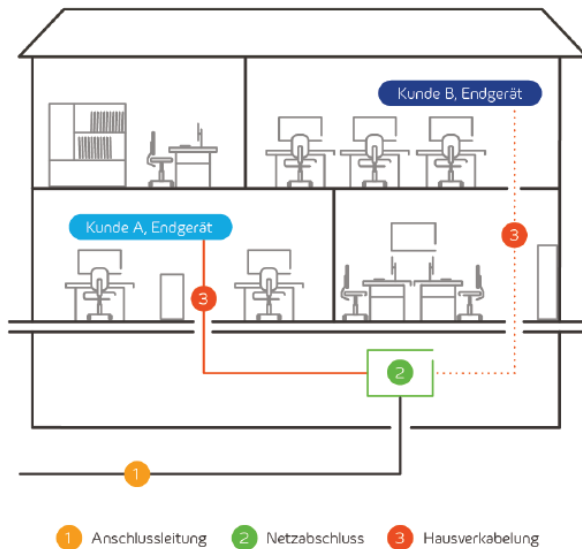 Kunde B, Endgerät
Kunde A, Endgerät
3
3
2
1
1 Anschlussleitung 2 Netzabschluss 3 Hausverkabelung